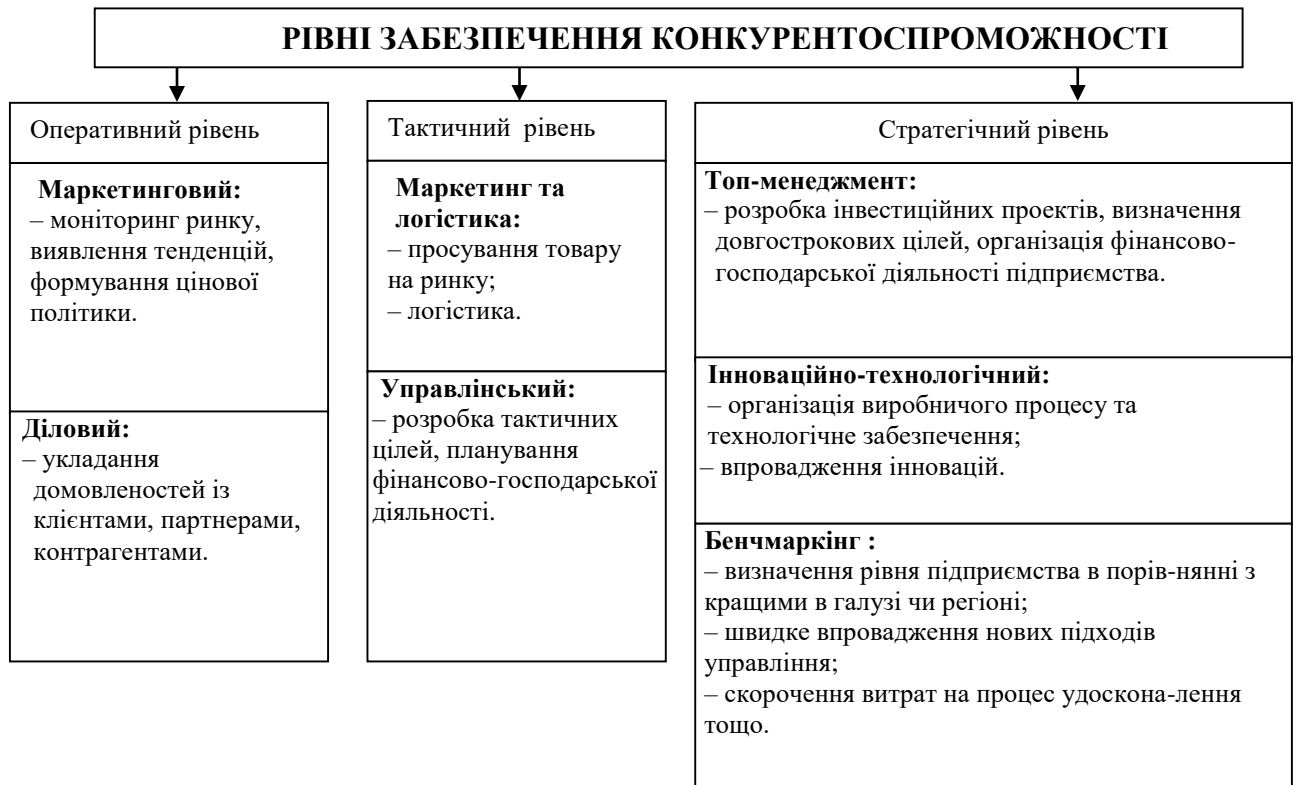 РІВНІ ЗАБЕЗПЕЧЕННЯ КОНКУРЕНТОСПРОМОЖНОСТІ
Оперативний рівень
Маркетинговий:
– моніторинг ринку,
виявлення тенденцій,
формування цінової
політики.
Діловий:
– укладання
домовленостей із
клієнтами, партнерами,
контрагентами.
Тактичний рівень
Маркетинг та
логістика:
– просування товару
на ринку;
– логістика.
Управлінський:
– розробка тактичних
цілей, планування
фінансово-господарської
діяльності.
Стратегічний рівень
Топ-менеджмент:
– розробка інвестиційних проектів, визначення
довгострокових цілей, організація фінансово-
господарської діяльності підприємства.
Інноваційно-технологічний:
– організація виробничого процесу та
технологічне забезпечення;
– впровадження інновацій.
Бенчмаркінг :
– визначення рівня підприємства в порів-нянні з
кращими в галузі чи регіоні;
– швидке впровадження нових підходів
управління;
– скорочення витрат на процес удоскона-лення
тощо.